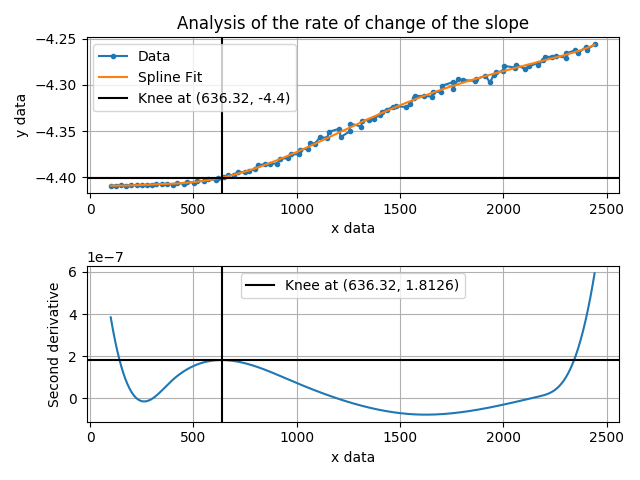 Analysis of the rate of change of the slope
−4.25
−4.30
−4.35
−4.40
y data
Data
Spline Fit
Knee at (636.32, -4.4)
0
500
1000
1500
2000
2500
x data
1e−7
6
4
2
0
Second derivative
Knee at (636.32, 1.8126)
0
500
1000
1500
2000
2500
x data